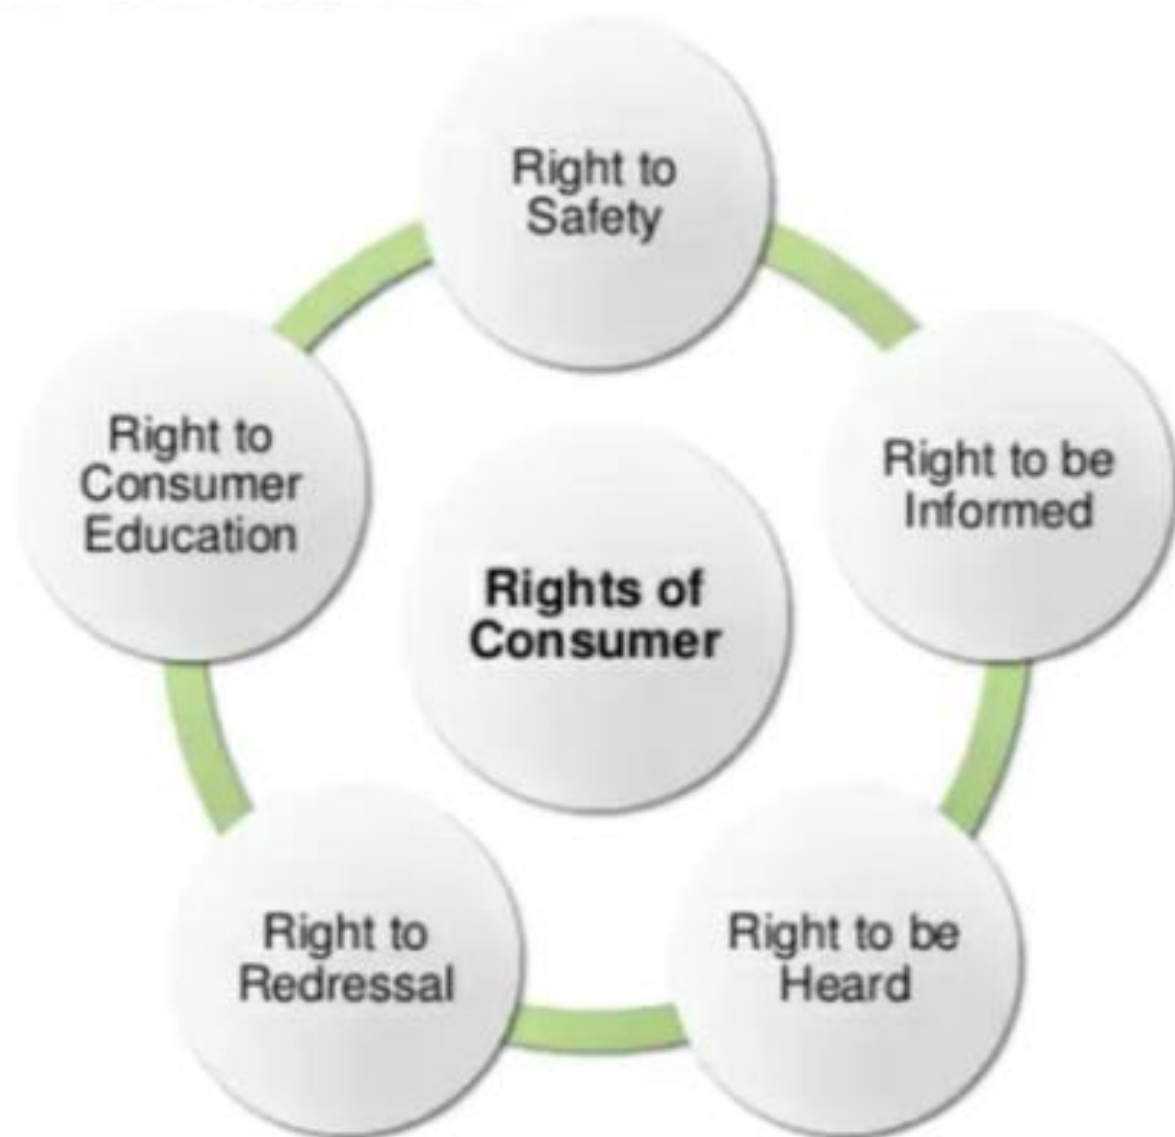 Right to
Safety
Right to be
Informed
Right to be
Heard
Right to
Redressal
Right to
Consumer
Education
Rights of
Consumer